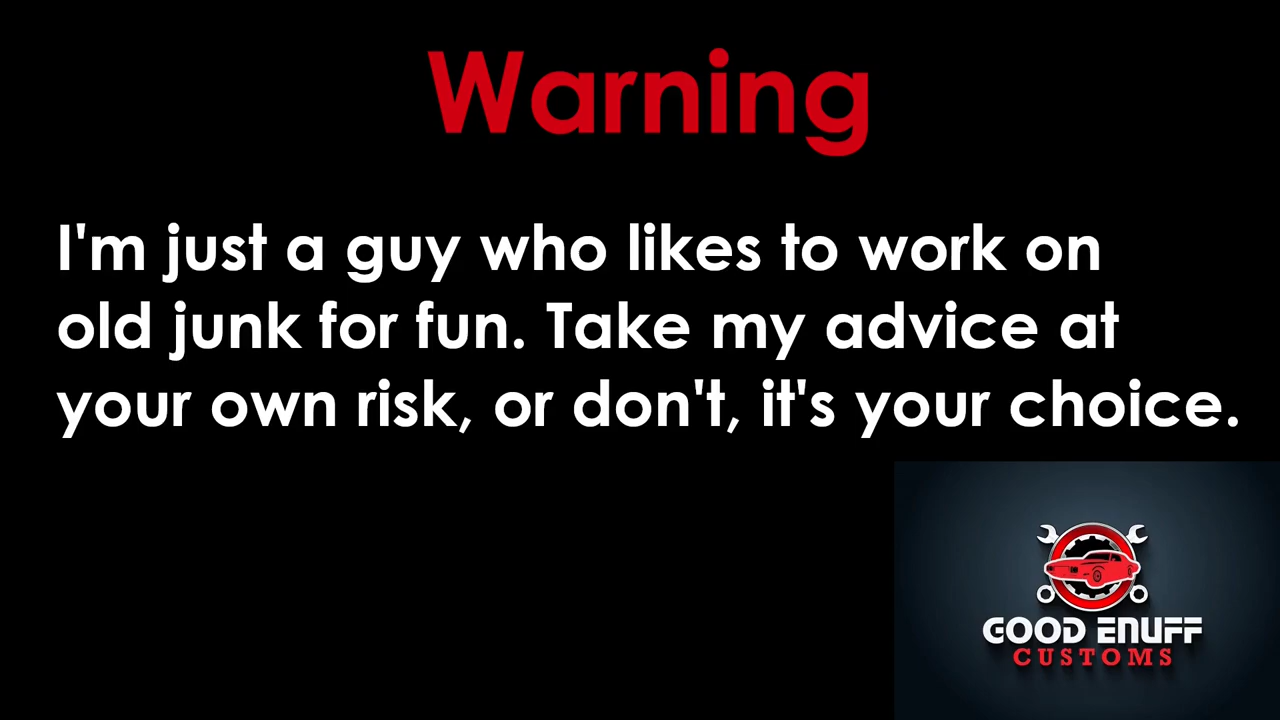 Warning
I'm just a guy who likes to work on
old junk for fun. Take my advice at
your own risk, or don't, it's your choice.
GOOD ENUFF
CUSTOMS